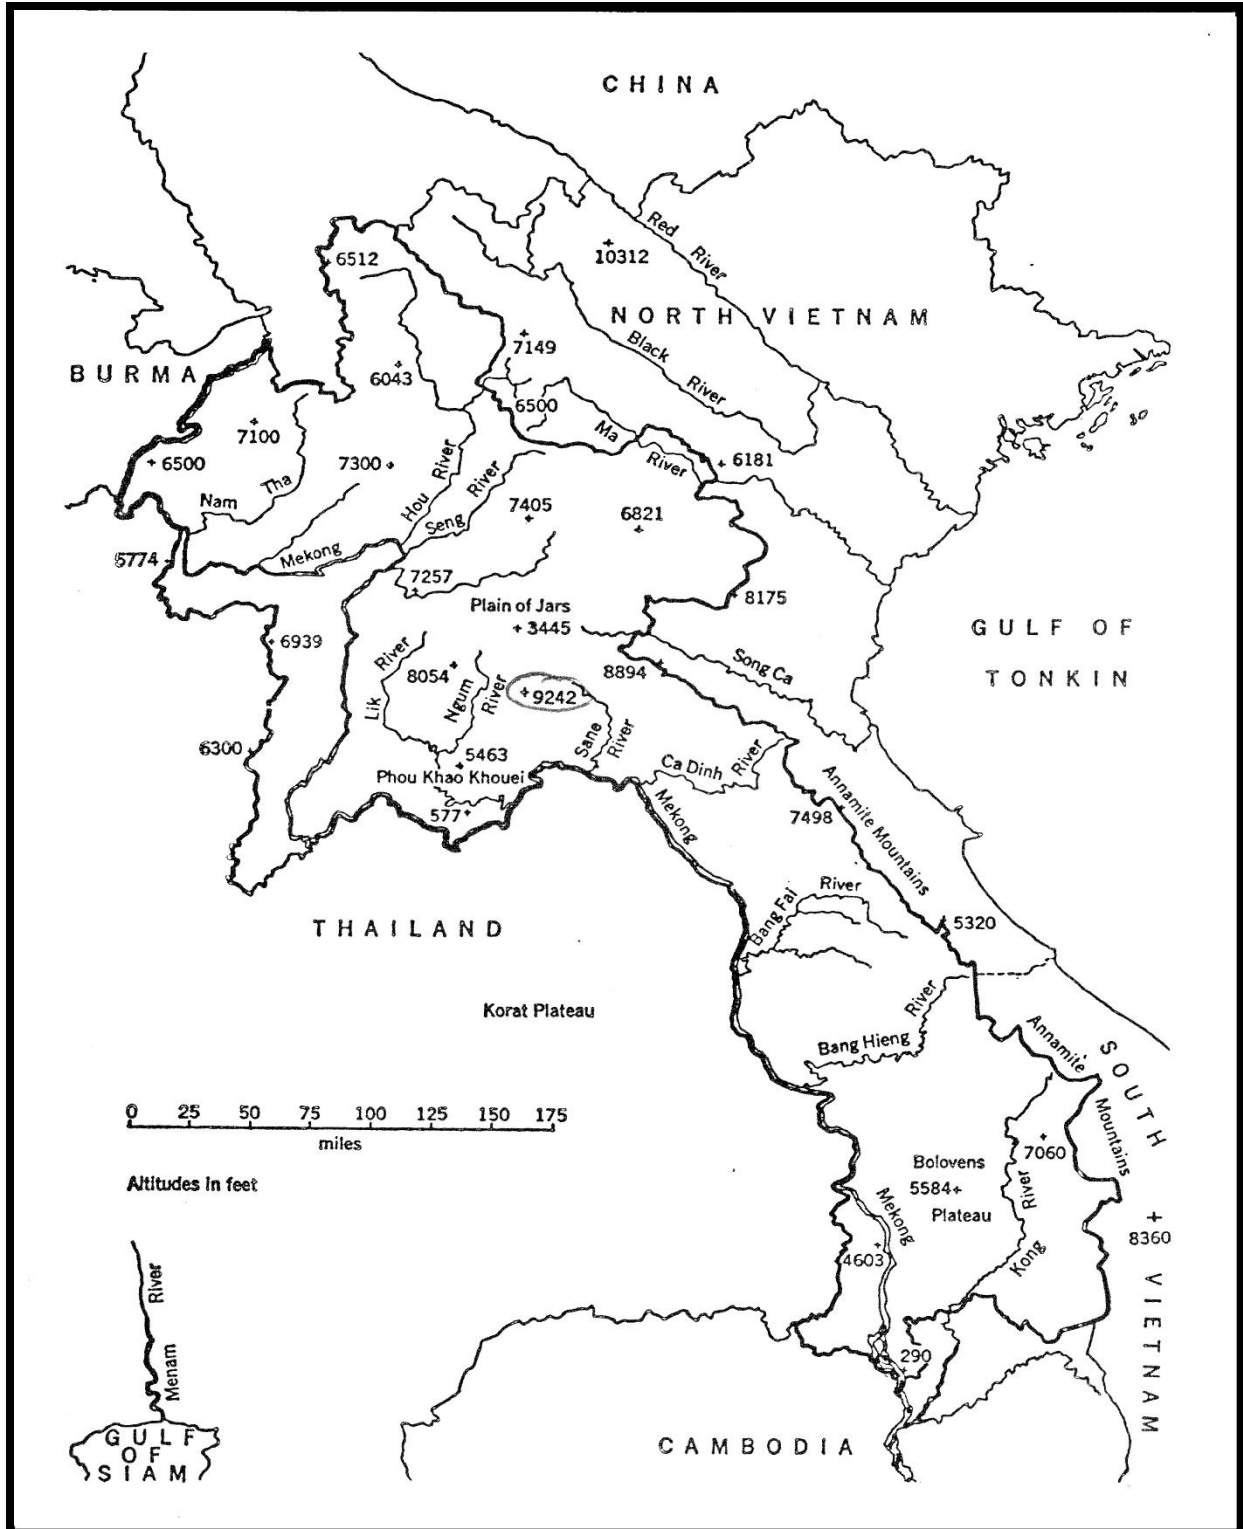 CHINA
Red River
6512
10312
NORTH VIETNAM
7149
Black River
BURMA
6043
6500
7100
Ma River
6500
7300
Hou River
6181
Nam Tha
Seng River
7405
6821
Mekong
5774
7257
8175
Plain of Jars
3445
GULF OF
TONKIN
6939
Lik River
8054
Ngum River
8894
Song Ca
9242
Sane River
6300
5463
Phou Khao Khouei
Ca Dinh River
577
Mekong
7498
Annamite Mountains
Bang Fai River
5320
THAILAND
Korat Plateau
Bang Hieng River
Annamite Mountains
SOUTH VIETNAM
0 25 50 75 100 125 150 175
miles
7060
Bolovens
5584
Plateau
Altitudes in feet
Mekong
Kong River
8360
4603
290
Menam River
GULF
OF
SIAM
CAMBODIA